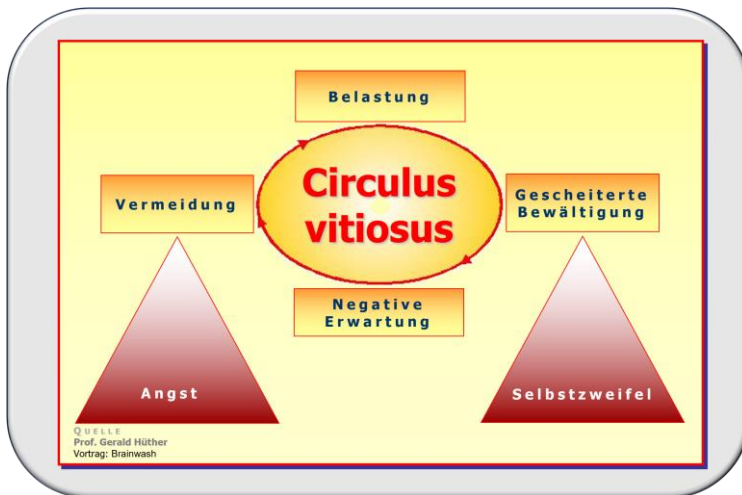 Belastung
Circulus
vitiosus
Vermeidung
Gescheiterte
Bewältigung
Negative
Erwartung
Angst
Selbstzweifel
QUELLE
Prof. Gerald Hüther
Vortrag: Brainwash